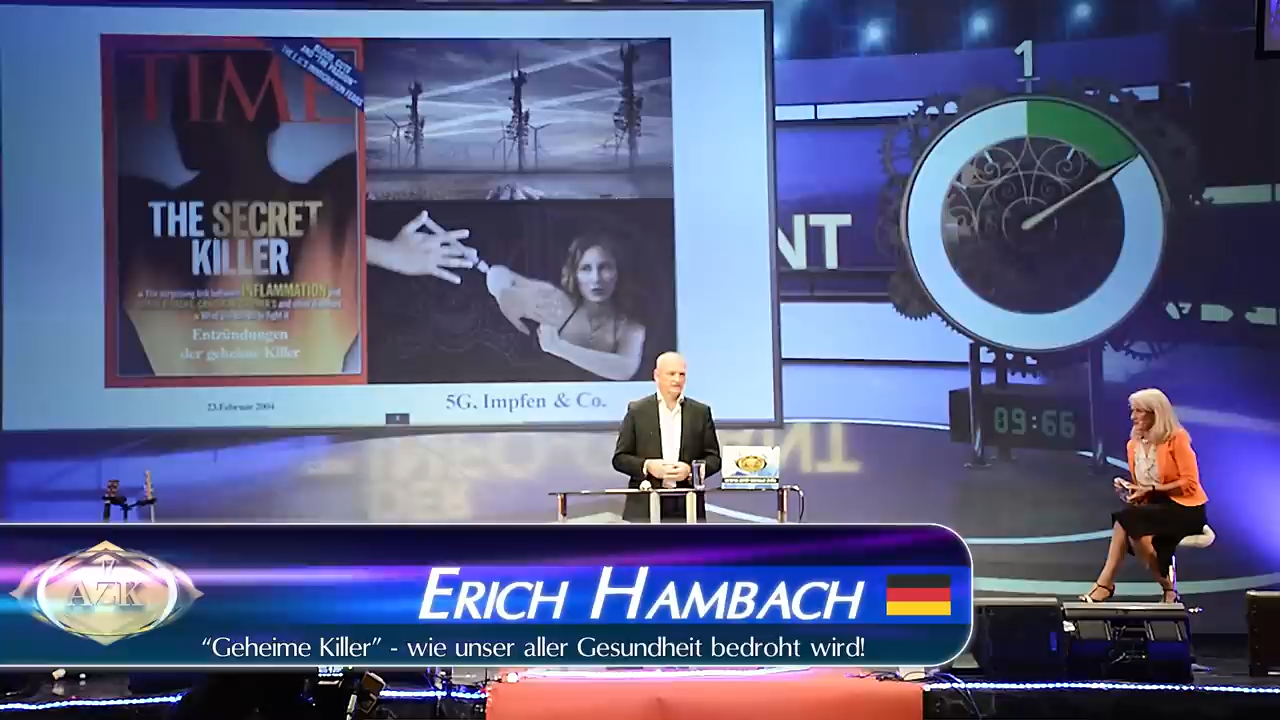 TIME
THE SECRET
KILLER
INFLAMMATION
Entzündungen
der geheime Killer
23.Februar 2004
5G, Impfen & Co.
1
NT
09:66
17
AZK
ERICH HAMBACH
“Geheime Killer” - wie unser aller Gesundheit bedroht wird!